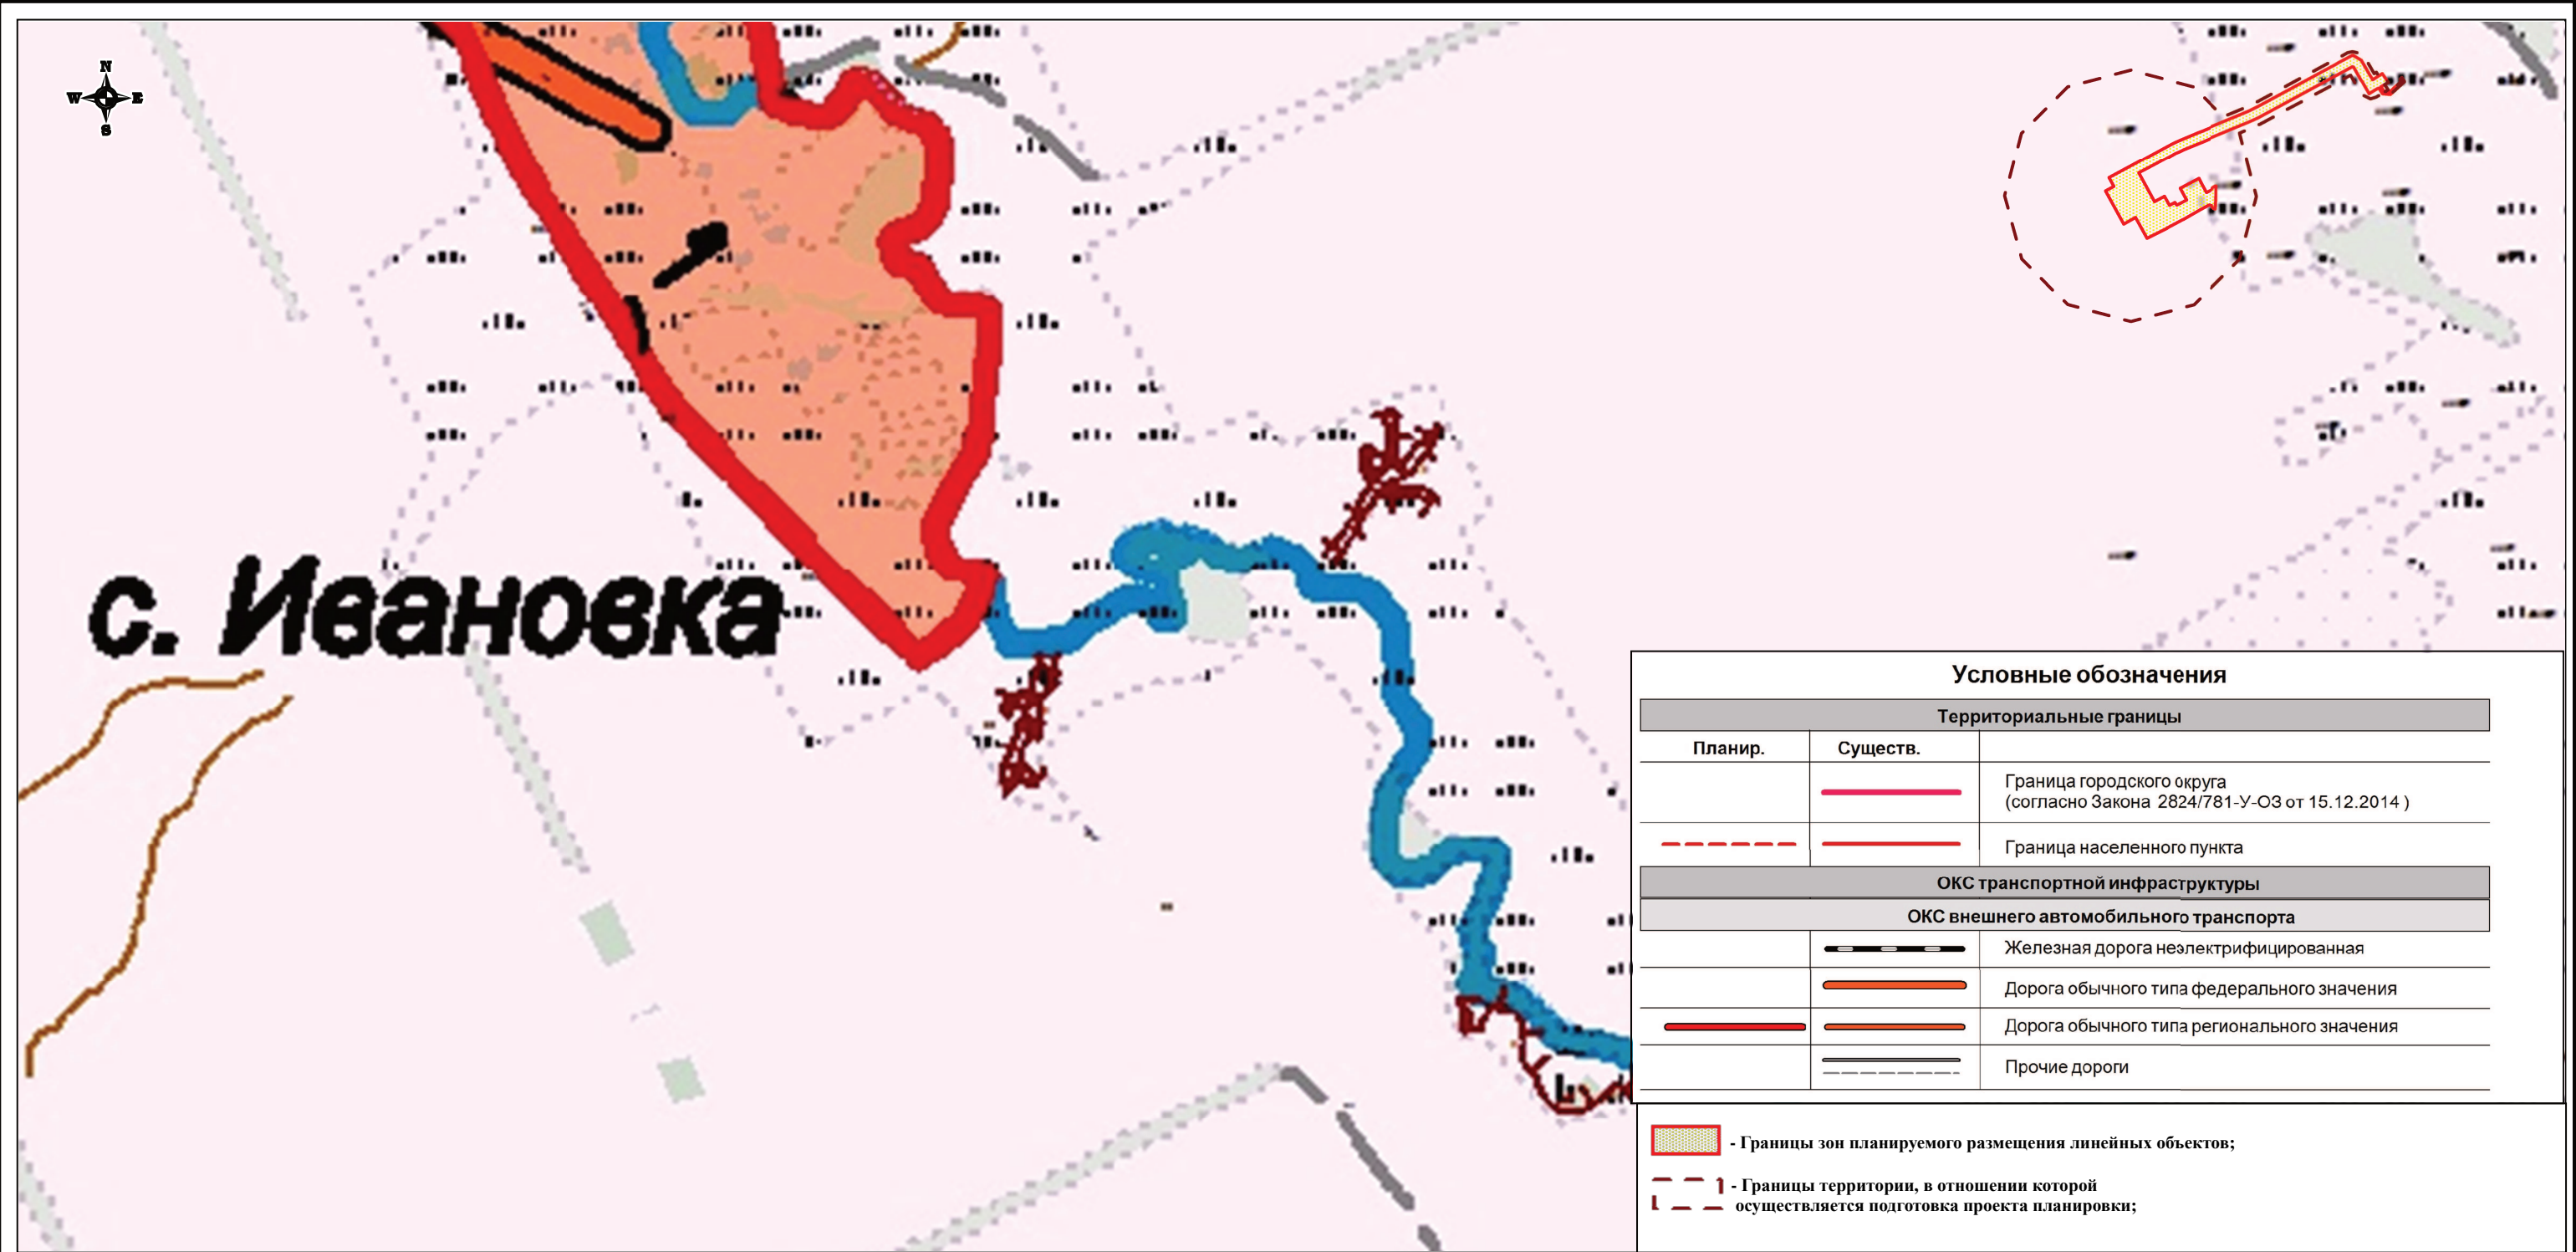 N
W E
S
с. Ивановка
Условные обозначения
Территориальные границы
Планир. Существ.
Граница городского округа
(согласно Закона 2824/781-У-ОЗ от 15.12.2014 )
Граница населенного пункта
ОКС транспортной инфраструктуры
ОКС внешнего автомобильного транспорта
Железная дорога неэлектрифицированная
Дорога обычного типа федерального значения
Дорога обычного типа регионального значения
Прочие дороги
- Границы зон планируемого размещения линейных объектов;
- Границы территории, в отношении которой
осуществляется подготовка проекта планировки;